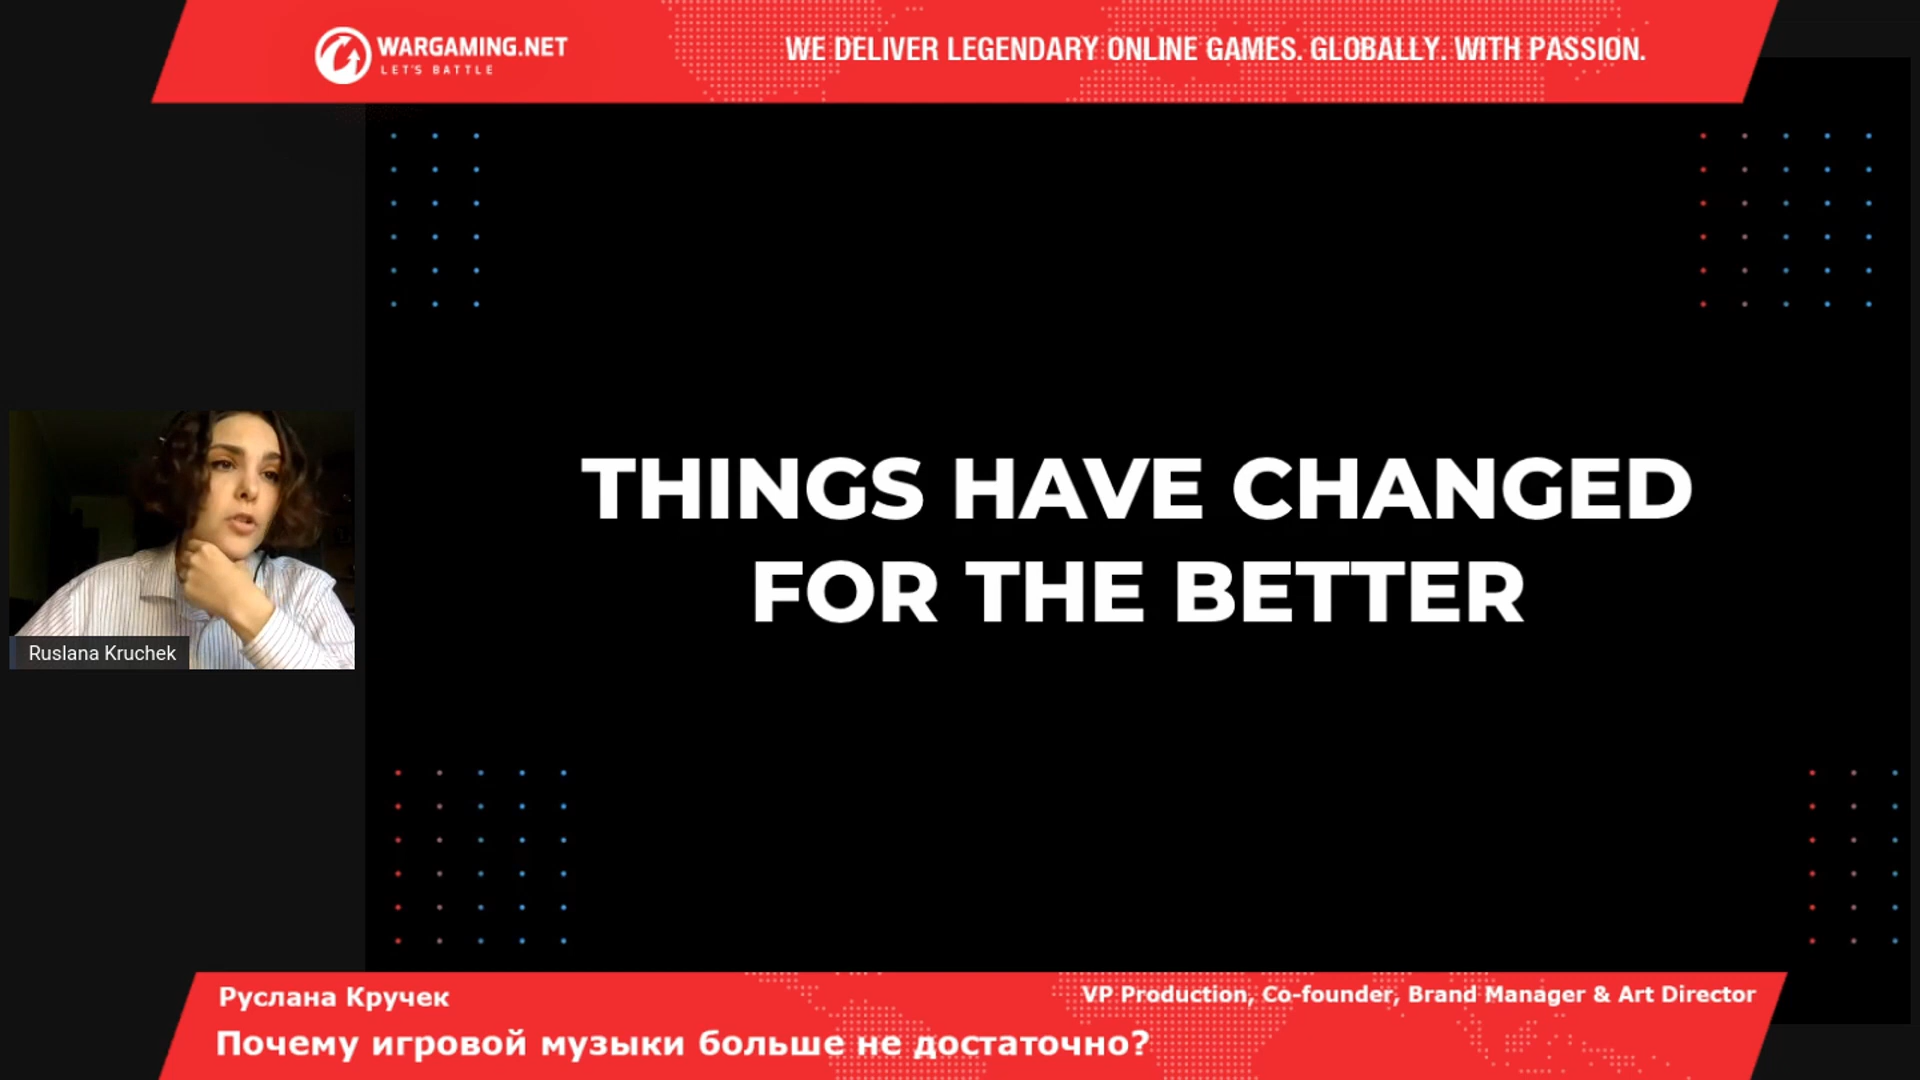 WARGAMING.NET
LET'S BATTLE
WE DELIVER LEGENDARY ONLINE GAMES. GLOBALLY. WITH PASSION.
THINGS HAVE CHANGED
FOR THE BETTER
Ruslana Kruchek
Руслана Кручек
VP Production, Co-founder, Brand Manager & Art Director
Почему игровой музыки больше не достаточно?